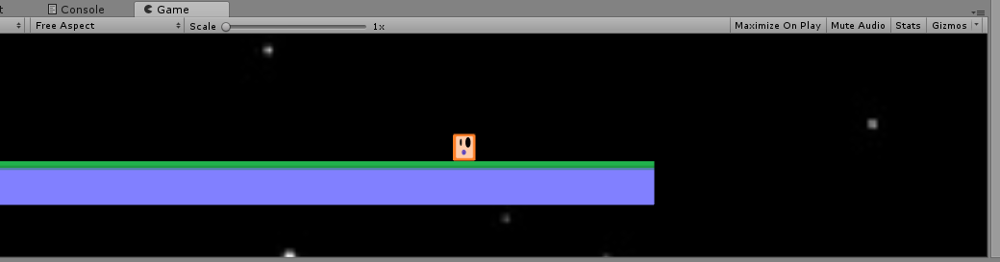 Console
Game
Free Aspect
Scale
1x
Maximize On Play
Mute Audio
Stats
Gizmos